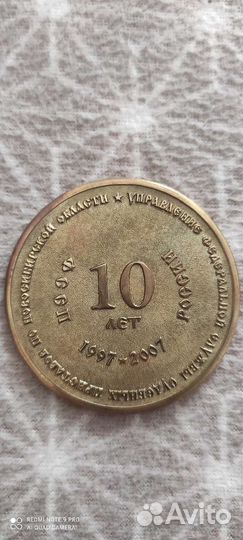 УПРАВЛЕНИЕ ФЕДЕРАЛЬНОЙ СЛУЖБЫ СУДЕБНЫХ ПРИСТАВОВ ПО НОВОСИБИРСКОЙ ОБЛАСТИ ★
ФССП РОССИИ
10
ЛЕТ
1997-2007
REDMI NOTE 9 PRO
AI QUAD CAMERA
Avito